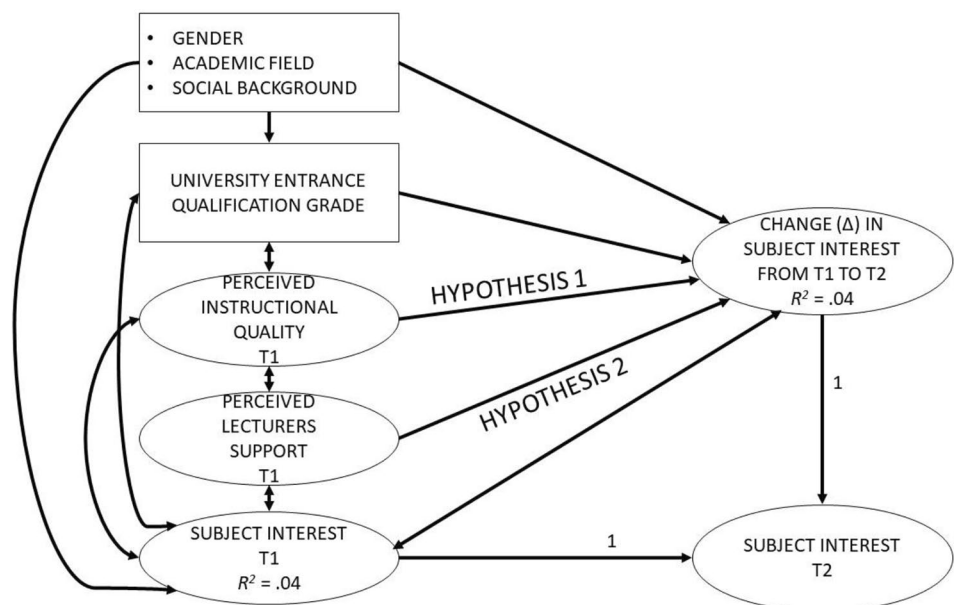 • GENDER
• ACADEMIC FIELD
• SOCIAL BACKGROUND
UNIVERSITY ENTRANCE
QUALIFICATION GRADE
PERCEIVED
INSTRUCTIONAL
QUALITY
T1
PERCEIVED
LECTURERS
SUPPORT
T1
SUBJECT INTEREST
T1
R² = .04
HYPOTHESIS 1
HYPOTHESIS 2
CHANGE (Δ) IN
SUBJECT INTEREST
FROM T1 TO T2
R² = .04
1
1
SUBJECT INTEREST
T2